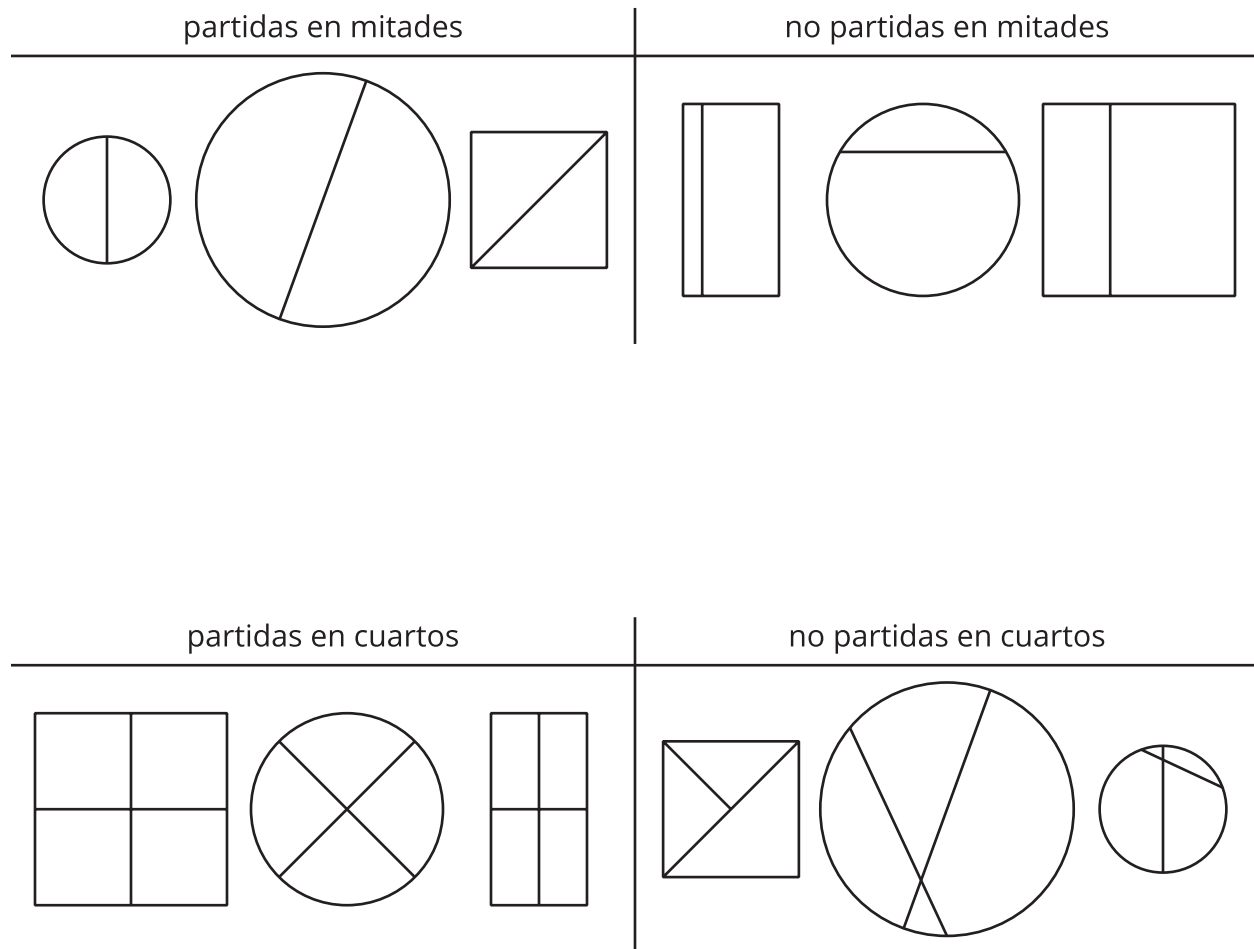 partidas en mitades
no partidas en mitades
partidas en cuartos
no partidas en cuartos